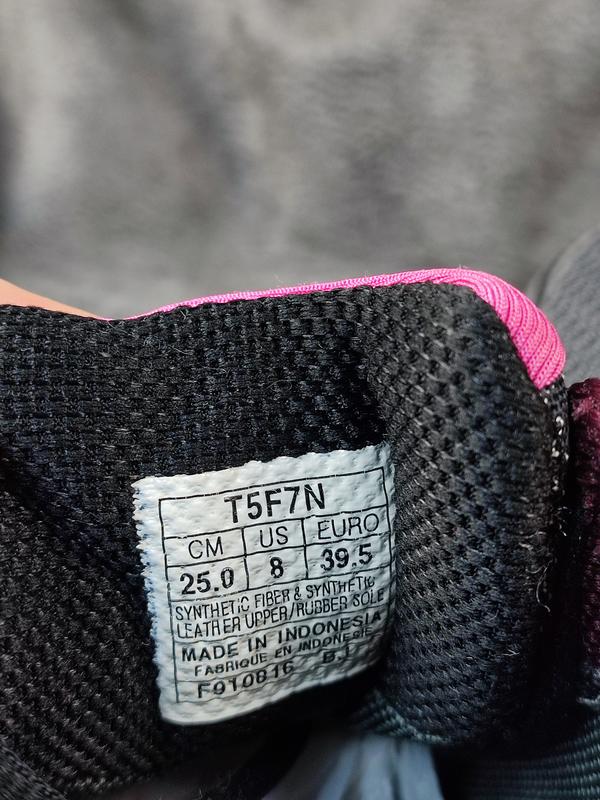 T5F7N
CM US EURO
25.0 8 39.5
SYNTHETIC FIBER & SYNTHETIC
LEATHER UPPER/RUBBER SOLE
MADE IN INDONESIA
FABRIQUE EN INDONESIE
F010816